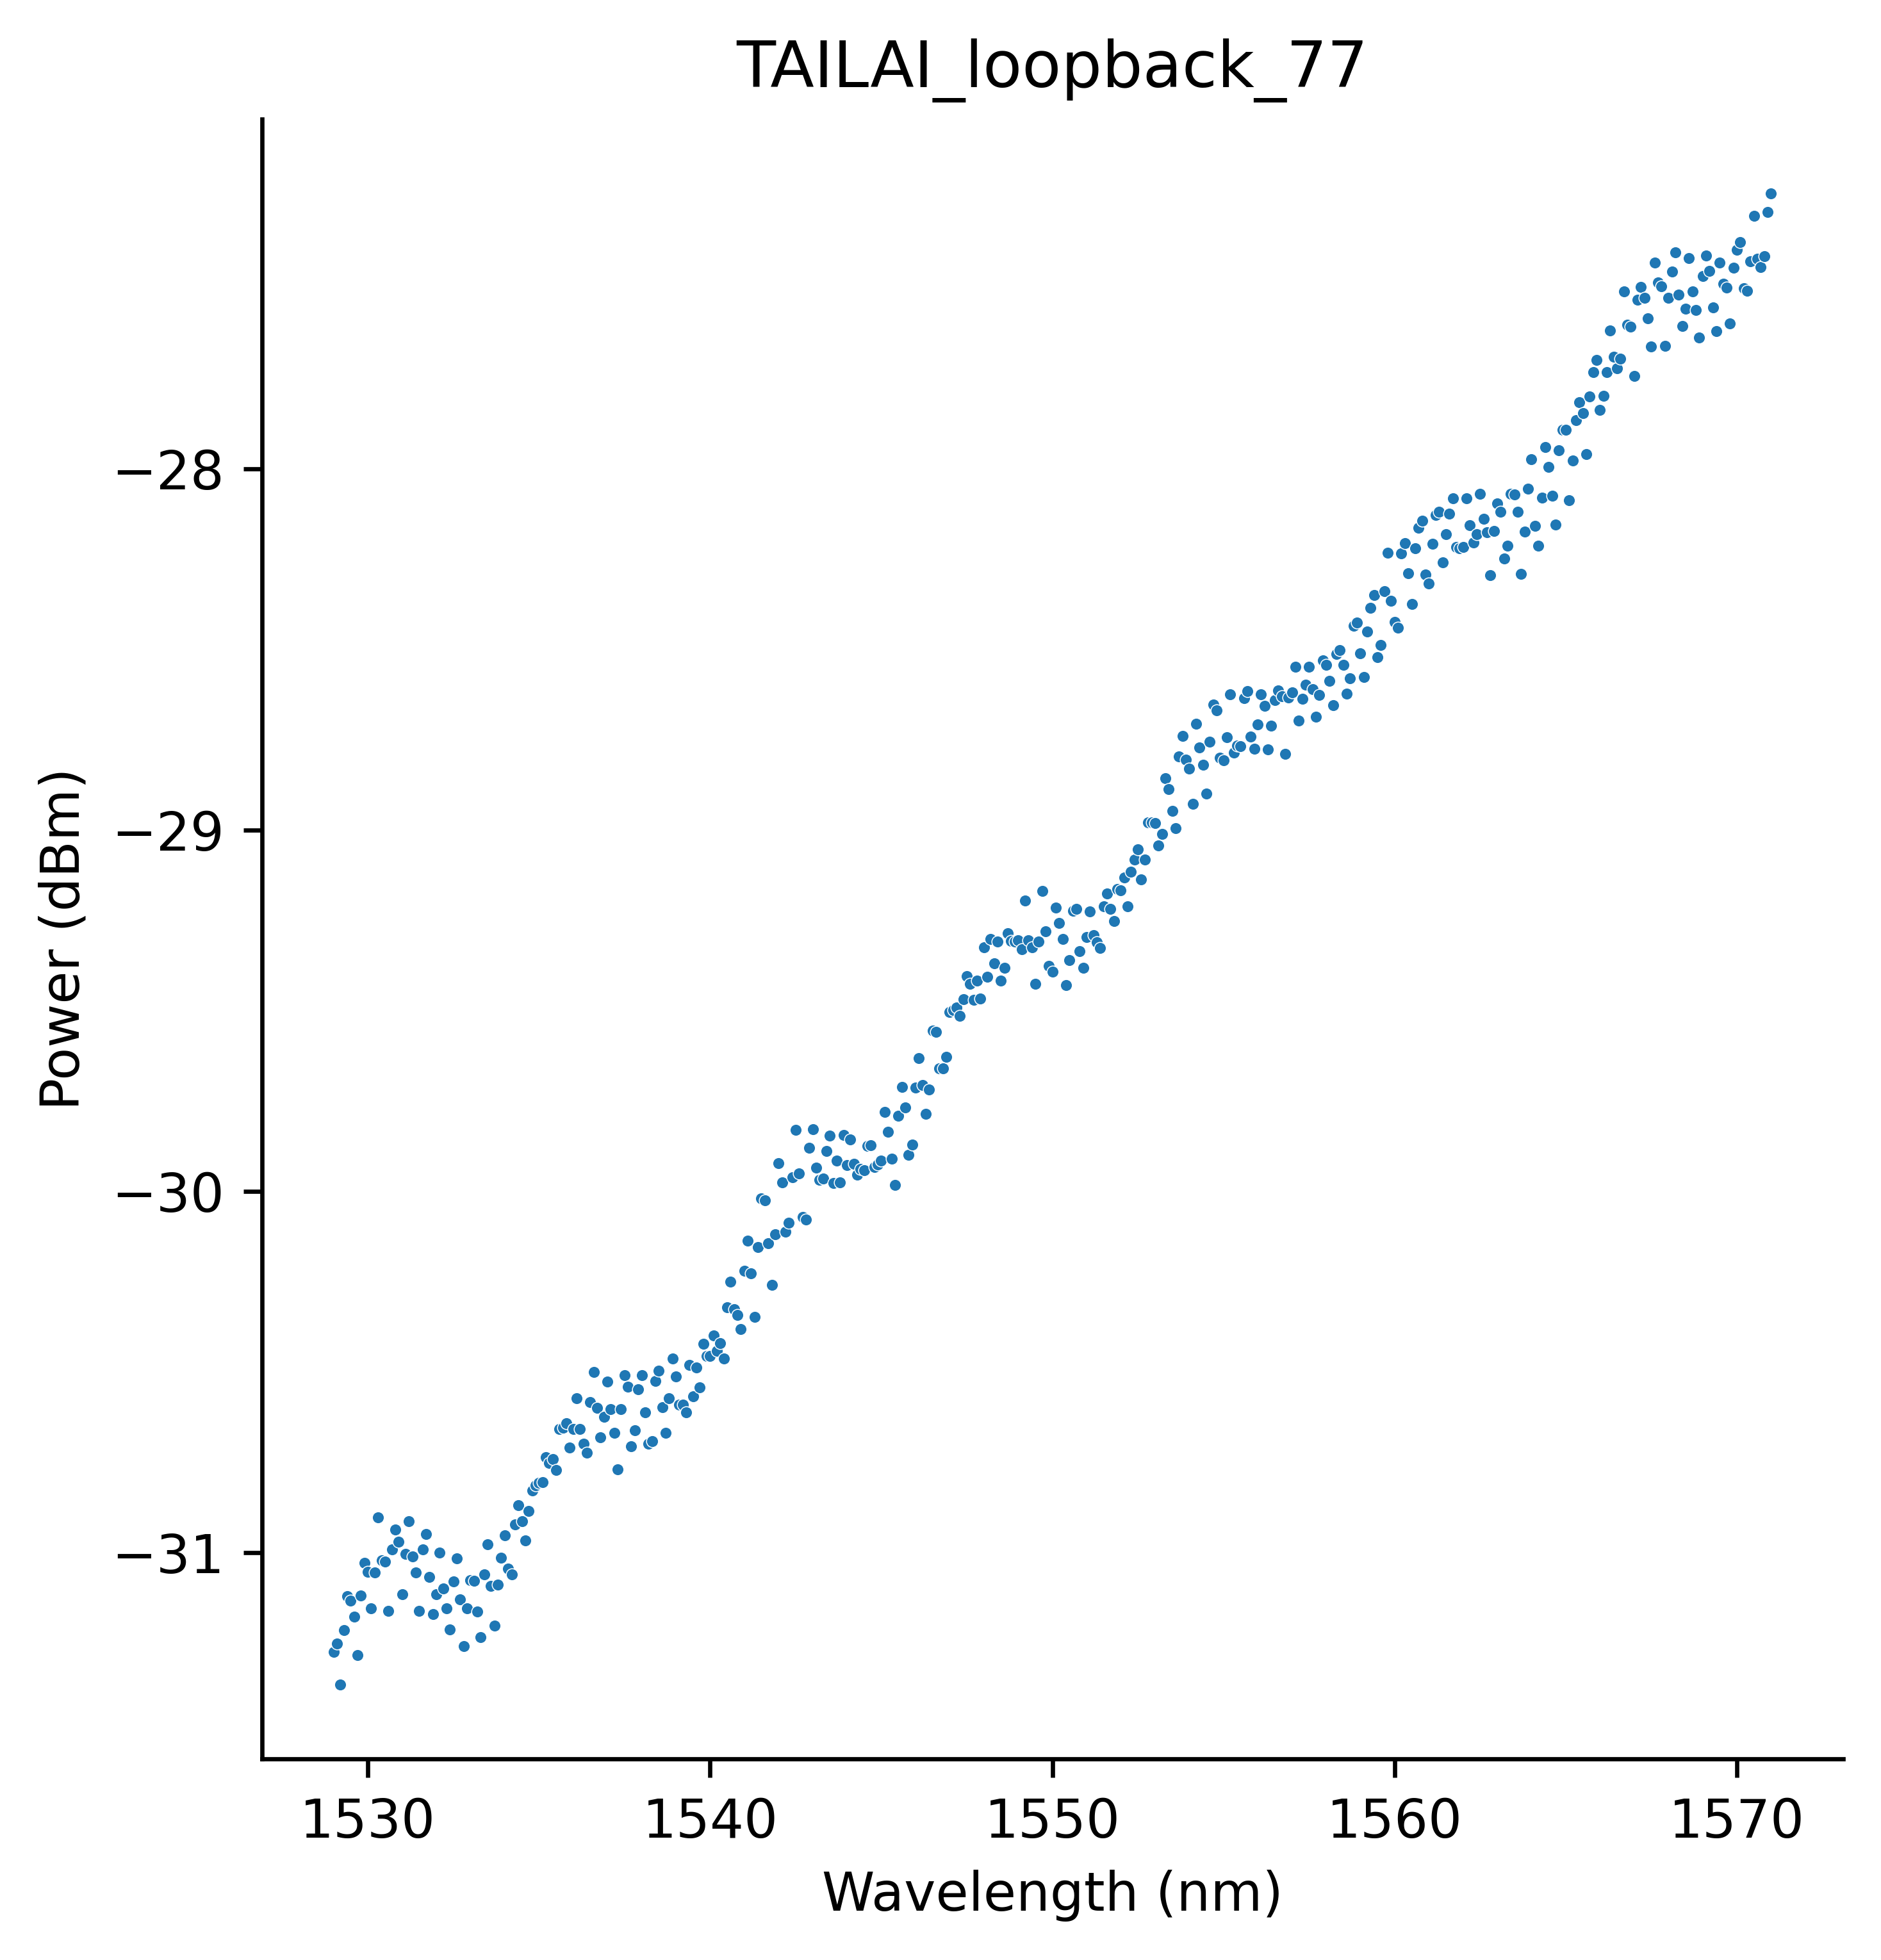 TAILAI_loopback_77
−28
−29
−30
−31
Power (dBm)
1530 1540 1550 1560 1570
Wavelength (nm)